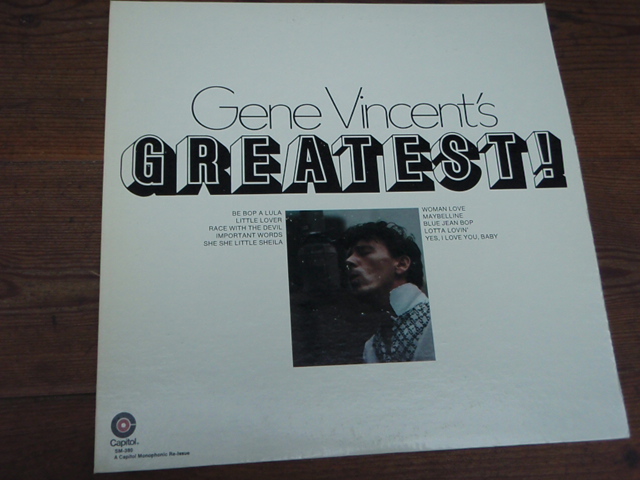 Gene Vincent's
GREATEST!
BE BOP A LULA
LITTLE LOVER
RACE WITH THE DEVIL
IMPORTANT WORDS
SHE SHE LITTLE SHEILA
WOMAN LOVE
MAYBELLINE
BLUE JEAN BOP
LOTTA LOVIN'
YES, I LOVE YOU, BABY
Capitol
A Capitol Monophonic Re-Issue